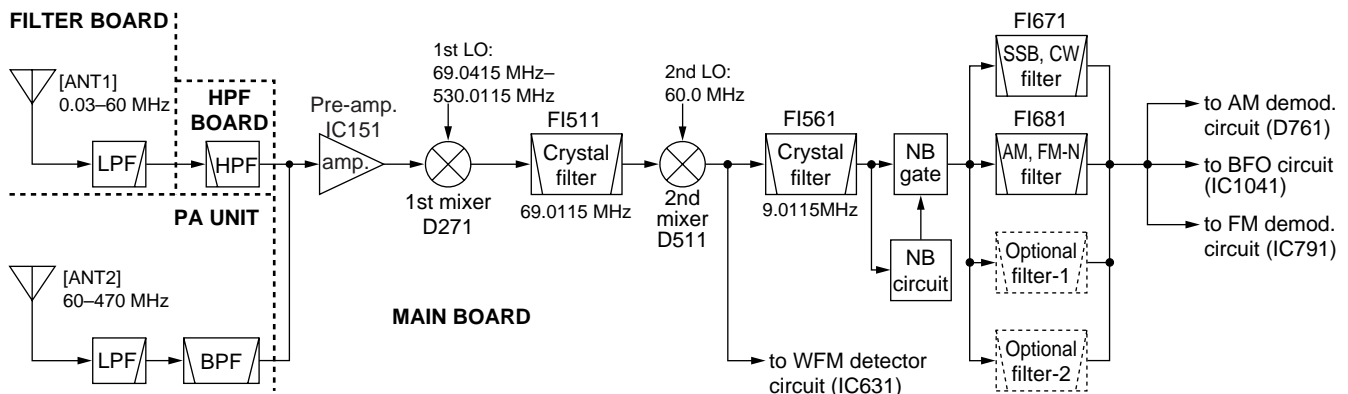 FILTER BOARD
[ANT1]
0.03–60 MHz
LPF
HPF
BOARD
HPF
Pre-amp.
IC151
amp.
1st LO:
69.0415 MHz–
530.0115 MHz
1st mixer
D271
FI511
Crystal
filter
69.0115 MHz
2nd LO:
60.0 MHz
2nd
mixer
D511
FI561
Crystal
filter
9.0115MHz
NB
gate
NB
circuit
FI671
SSB, CW
filter
FI681
AM, FM-N
filter
Optional
filter-1
Optional
filter-2
to AM demod.
circuit (D761)
to BFO circuit
(IC1041)
to FM demod.
circuit (IC791)
PA UNIT
[ANT2]
60–470 MHz
LPF
BPF
MAIN BOARD
to WFM detector
circuit (IC631)